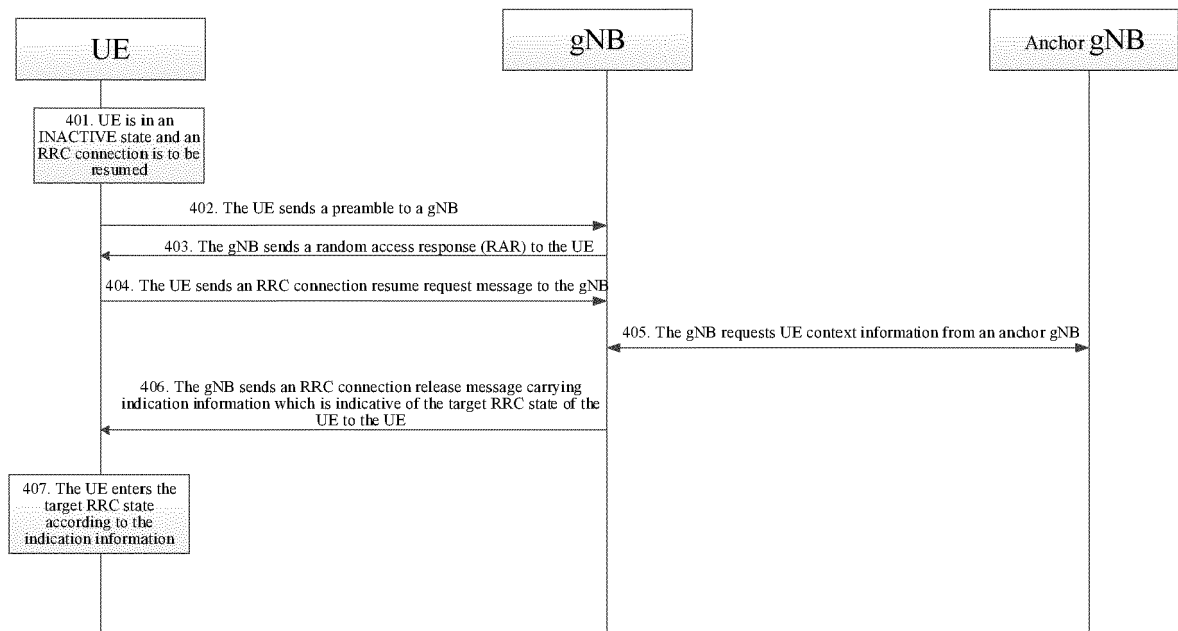 UE
gNB
Anchor gNB
401. UE is in an
INACTIVE state and an
RRC connection is to be
resumed
402. The UE sends a preamble to a gNB
403. The gNB sends a random access response (RAR) to the UE
404. The UE sends an RRC connection resume request message to the gNB
405. The gNB requests UE context information from an anchor gNB
406. The gNB sends an RRC connection release message carrying
indication information which is indicative of the target RRC state of the
UE to the UE
407. The UE enters the
target RRC state
according to the
indication information